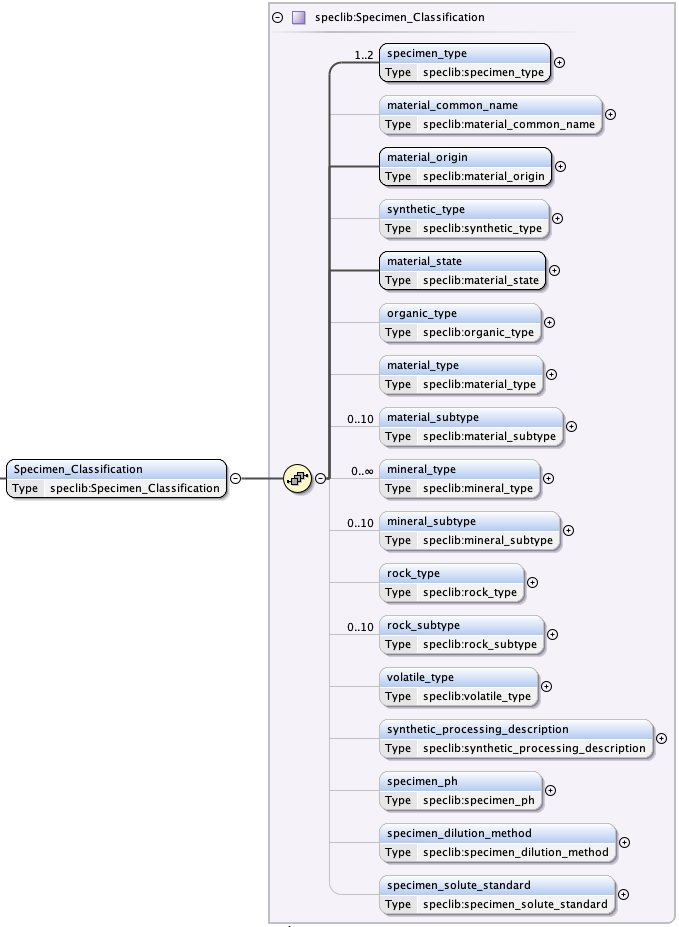 speclib:Specimen_Classification
1..2
specimen_type
Type speclib:specimen_type
material_common_name
Type speclib:material_common_name
material_origin
Type speclib:material_origin
synthetic_type
Type speclib:synthetic_type
material_state
Type speclib:material_state
organic_type
Type speclib:organic_type
material_type
Type speclib:material_type
0..10
material_subtype
Type speclib:material_subtype
Specimen_Classification
Type speclib:Specimen_Classification
0..∞
mineral_type
Type speclib:mineral_type
0..10
mineral_subtype
Type speclib:mineral_subtype
rock_type
Type speclib:rock_type
0..10
rock_subtype
Type speclib:rock_subtype
volatile_type
Type speclib:volatile_type
synthetic_processing_description
Type speclib:synthetic_processing_description
specimen_ph
Type speclib:specimen_ph
specimen_dilution_method
Type speclib:specimen_dilution_method
specimen_solute_standard
Type speclib:specimen_solute_standard